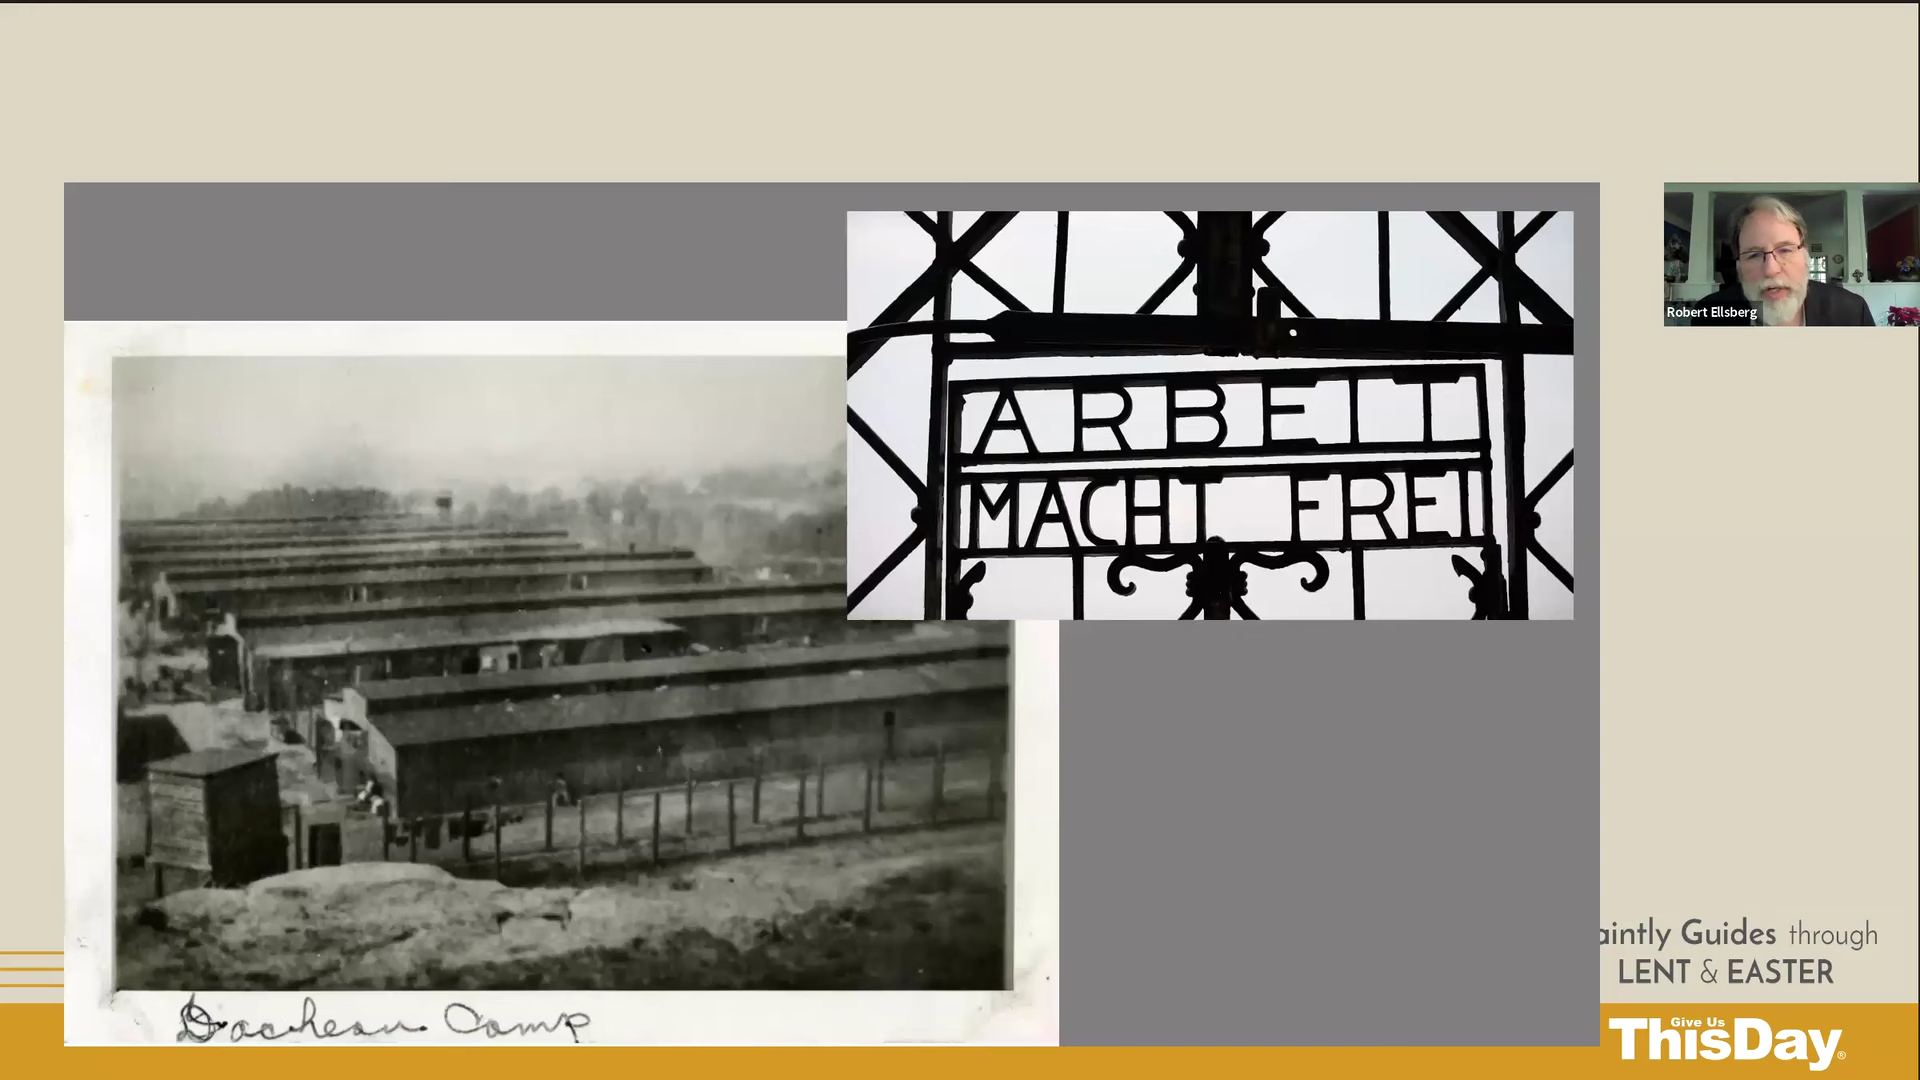 ARBEIT
MACHT FREI
Robert Ellsberg
Dachau Camp
aintly Guides through
LENT & EASTER
Give Us
ThisDay®